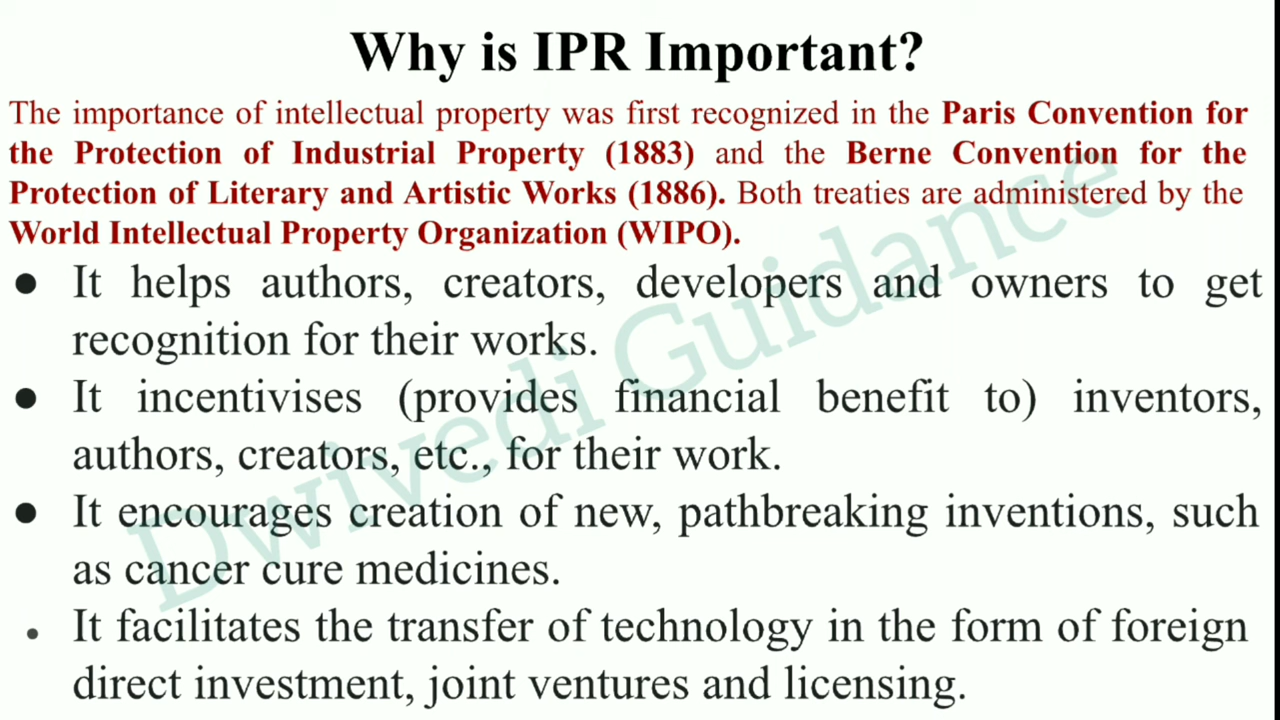 Why is IPR Important?
The importance of intellectual property was first recognized in the Paris Convention for
the Protection of Industrial Property (1883) and the Berne Convention for the
Protection of Literary and Artistic Works (1886). Both treaties are administered by the
World Intellectual Property Organization (WIPO).
● It helps authors, creators, developers and owners to get
recognition for their works.
● It incentivises (provides financial benefit to) inventors,
authors, creators, etc., for their work.
● It encourages creation of new, pathbreaking inventions, such
as cancer cure medicines.
• It facilitates the transfer of technology in the form of foreign
direct investment, joint ventures and licensing.
Dwivedi Guidance